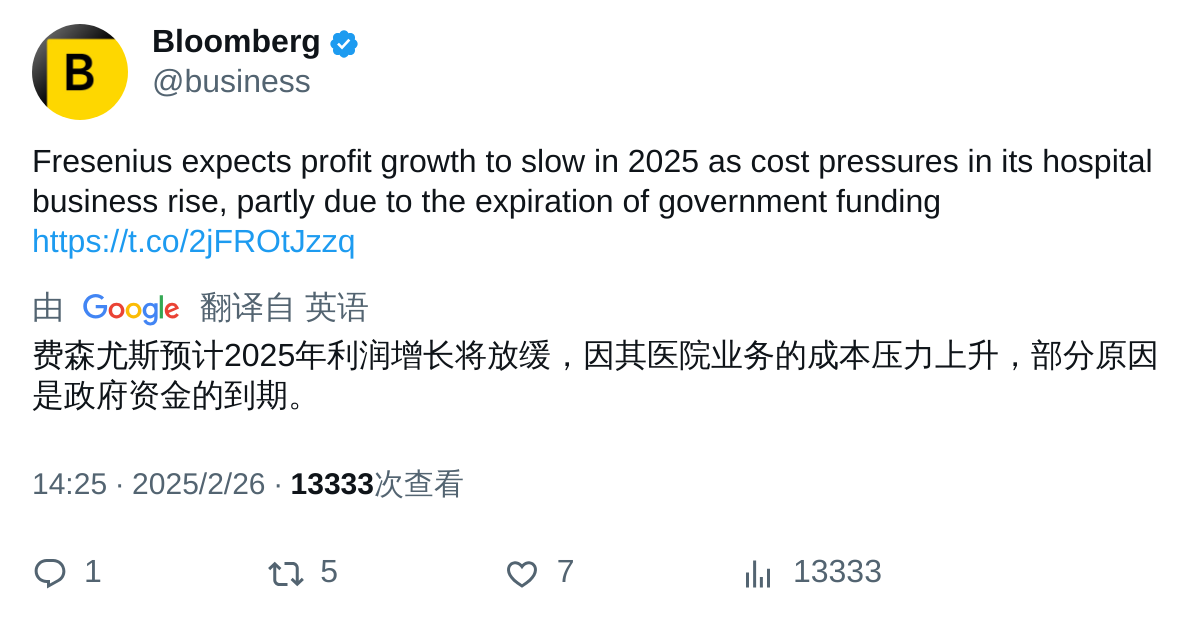 Bloomberg
@business
Fresenius expects profit growth to slow in 2025 as cost pressures in its hospital
business rise, partly due to the expiration of government funding
https://t.co/2jFROtJzzq
由 Google 翻译自 英语
费森尤斯预计2025年利润增长将放缓，因其医院业务的成本压力上升，部分原因
是政府资金的到期。
14:25 · 2025/2/26 · 13333次查看
1 5 7 13333